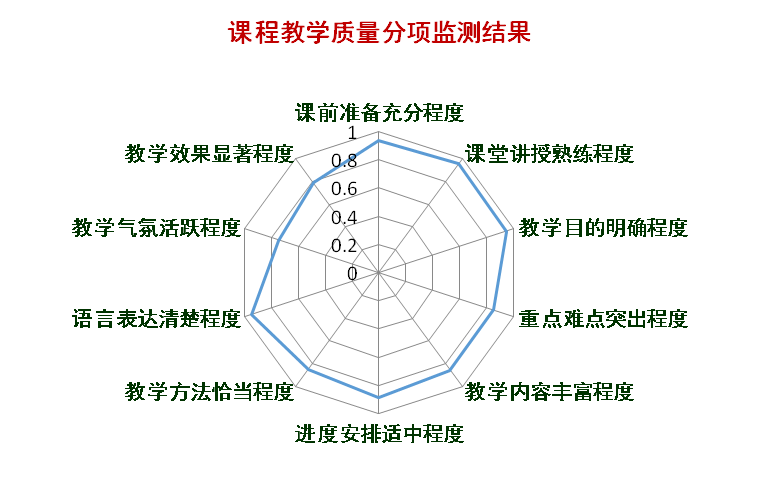 课程教学质量分项监测结果
课前准备充分程度
1
教学效果显著程度
课堂讲授熟练程度
0.8
0.6
教学气氛活跃程度
0.4
教学目的明确程度
0.2
0
语言表达清楚程度
重点难点突出程度
教学方法恰当程度
教学内容丰富程度
进度安排适中程度